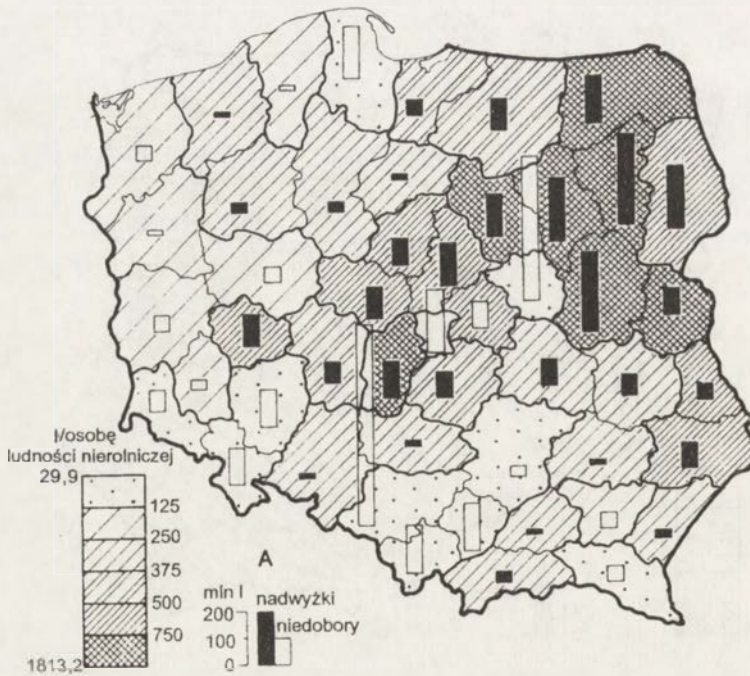 l/osobę
ludności nierolniczej
29,9
125
250
375
500
750
1813,2
A
mln l
nadwyżki
niedobory
200
100
0